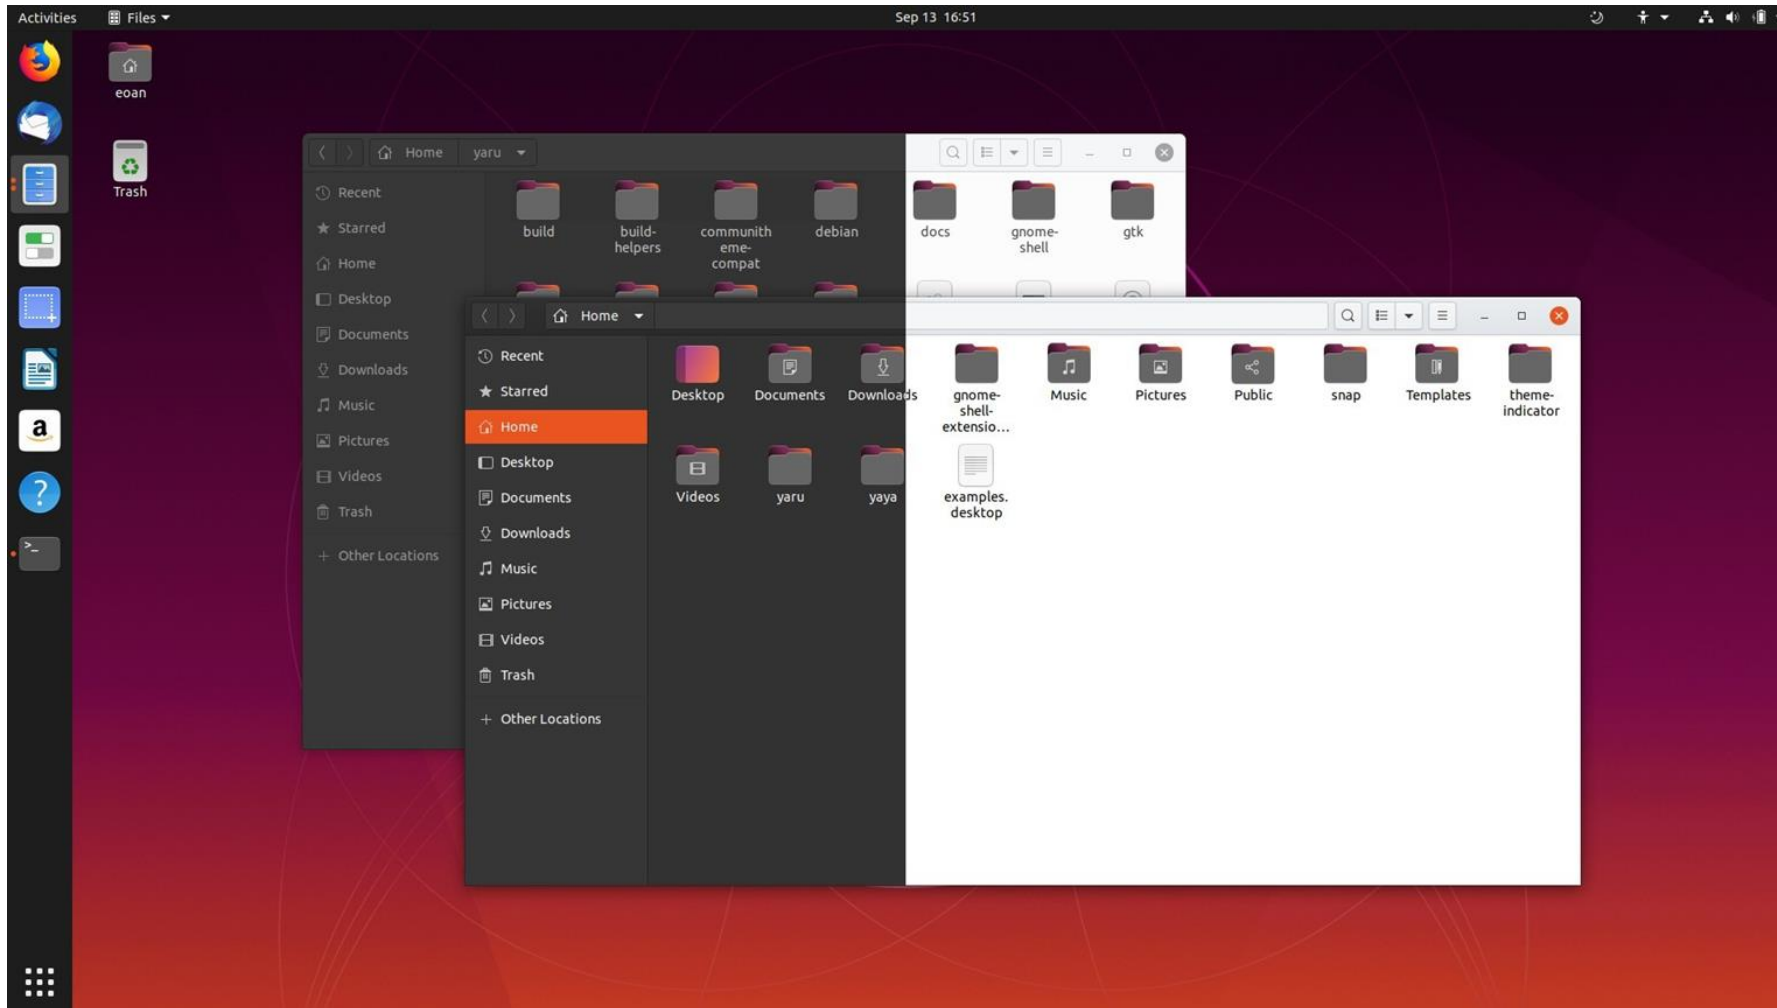 Activities
Files
Sep 13 16:51
eoan
Trash
Home
yaru
Recent
Starred
Home
Desktop
Documents
Downloads
Music
Pictures
Videos
Trash
Other Locations
build
build-
helpers
communith
eme-
compat
debian
docs
gnome-
shell
gtk
Home
Recent
Starred
Home
Desktop
Documents
Downloads
Music
Pictures
Videos
Trash
Other Locations
Desktop
Documents
Downloads
gnome-
shell-
extensio...
Music
Pictures
Public
snap
Templates
theme-
indicator
Videos
yaru
yaya
examples.
desktop
a
?
>_